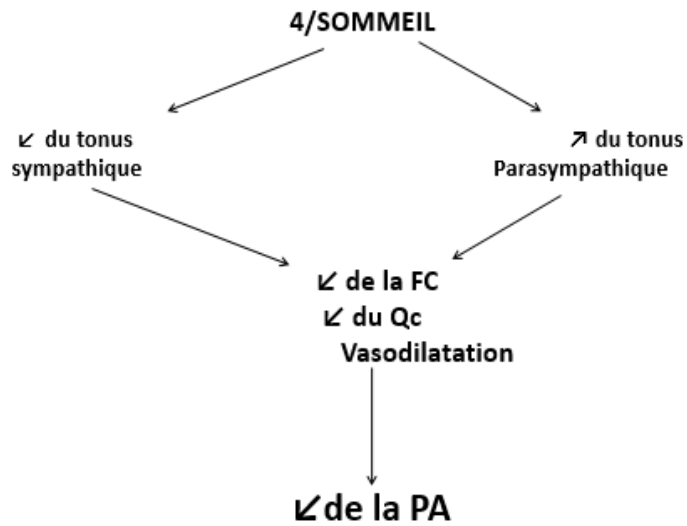 4/SOMMEIL
↙ du tonus
sympathique
↗ du tonus
Parasympathique
↙ de la FC
↙ du Qc
Vasodilatation
↙de la PA